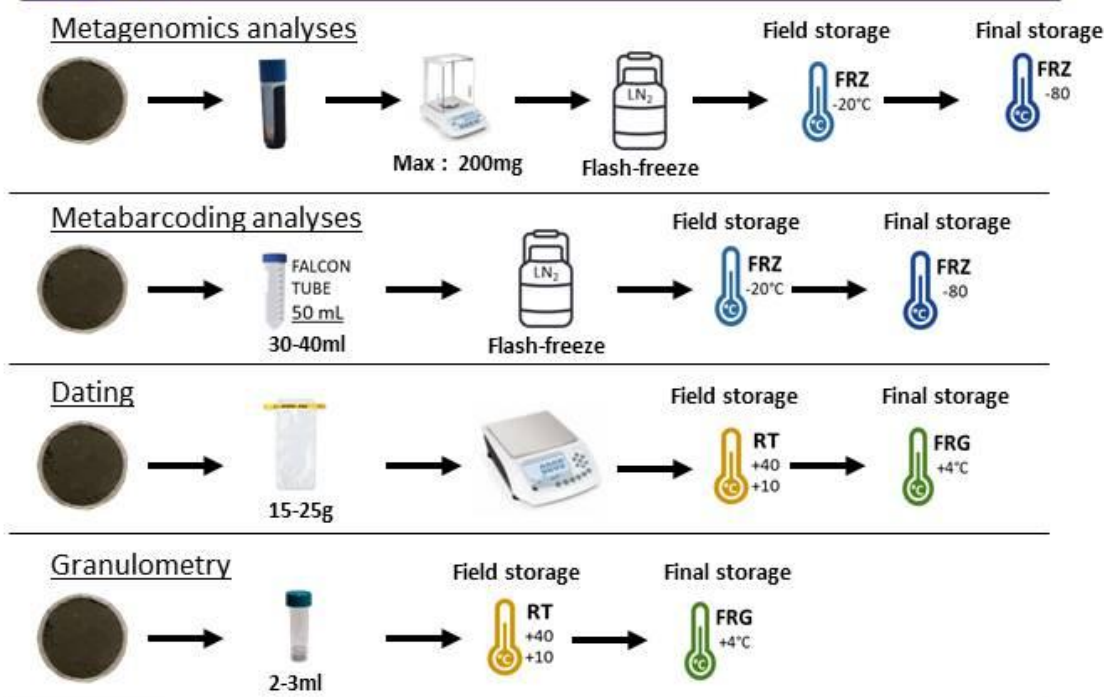 Metagenomics analyses
Field storage
Final storage
LN₂
FRZ
-20°C
FRZ
-80
°C
°C
Max : 200mg
Flash-freeze
Metabarcoding analyses
Field storage
Final storage
FALCON
TUBE
50 mL
LN₂
FRZ
-20°C
FRZ
-80
°C
°C
30-40ml
Flash-freeze
Dating
Field storage
Final storage
RT
+40
+10
FRG
+4°C
°C
°C
15-25g
Granulometry
Field storage
Final storage
RT
+40
+10
FRG
+4°C
°C
°C
2-3ml